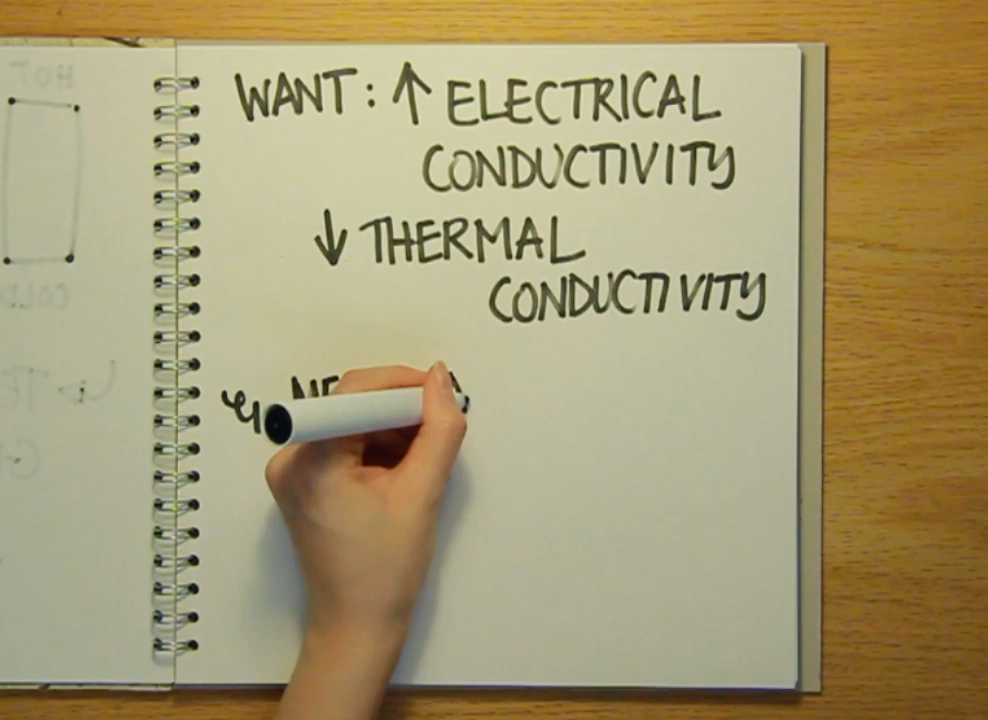 WANT: ↑ ELECTRICAL
CONDUCTIVITY
↓ THERMAL
CONDUCTIVITY